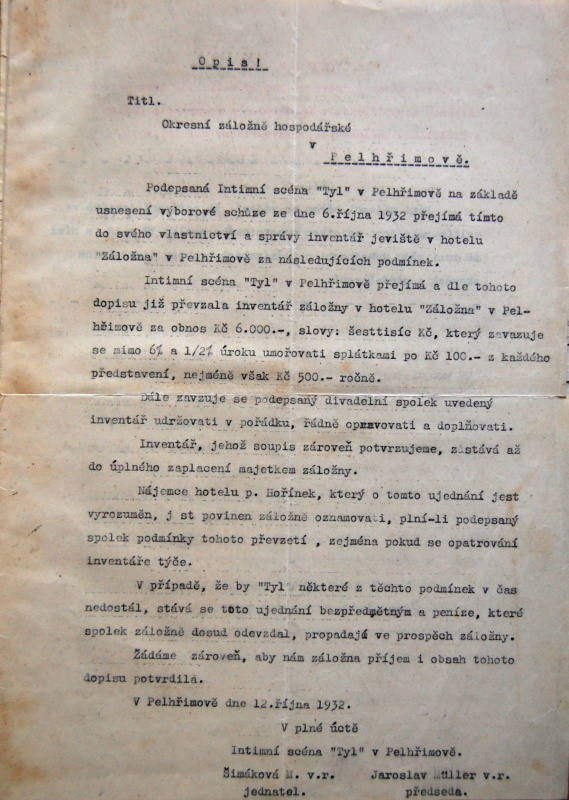 Opis!
Titl.
Okresní záložně hospodářské
v
Pelhřimově.
Podepsaná Intimní scéna "Tyl" v Pelhřimově na základě
usnesení výborové schůze ze dne 6.října 1932 přejímá tímto
do svého vlastnictví a správy inventář jeviště v hotelu
"Záložna" v Pelhřimově za následujících podmínek.
Intimní scéna "Tyl" v Pelhřimově přejímá a dle tohoto
dopisu již převzala inventář záložny v hotelu "Záložna" v Pel-
hřimově za obnos Kč 6.000.-, slovy: šesttisíc Kč, který zavazuje
se mimo 6% a 1/2% úroku umořovati splátkami po Kč 100.- z každého
představení, nejméně však Kč 500.- ročně.
Dále zavzuje se podepsaný divadelní spolek uvedený
inventář udržovati v pořádku, řádně opravovati a doplňovati.
Inventář, jehož soupis zároveň potvrzujeme, zůstává až
do úplného zaplacení majetkem záložny.
Nájemce hotelu p. Hořínek, který o tomto ujednání jest
vyrozuměn, j st povinen záložně oznamovati, plní-li podepsaný
spolek podmínky tohoto převzetí , zejména pokud se opatrování
inventáře týče.
V případě, že by "Tyl" některé z těchto podmínek v čas
nedostál, stává se toto ujednání bezpředmětným a peníze, které
spolek záložně dosud odevzdal, propadají ve prospěch záložny.
Žádáme zároveň, aby nám záložna příjem i obsah tohoto
dopisu potvrdila.
V Pelhřimově dne 12.října 1932.
V plné úctě
Intimní scéna "Tyl" v Pelhřimově.
Šimáková M. v.r. Jaroslav Müller v.r.
jednatel. předseda.